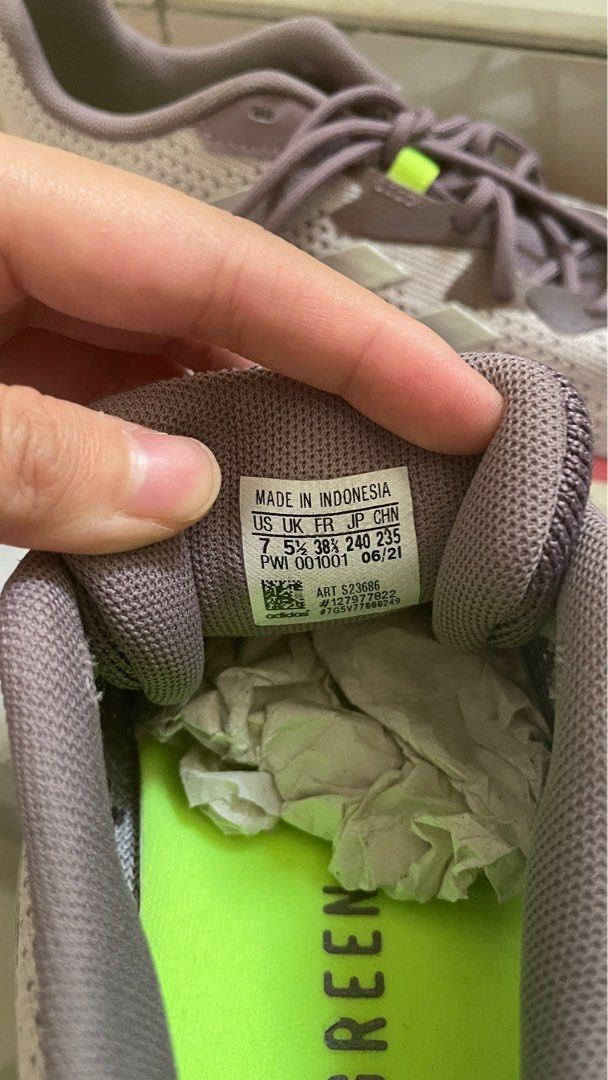 MADE IN INDONESIA
US UK FR JP CHN
7 5½ 38⅔ 240 235
PWI 001001 06/21
ART S23686
#127977822
adidas
GREEN